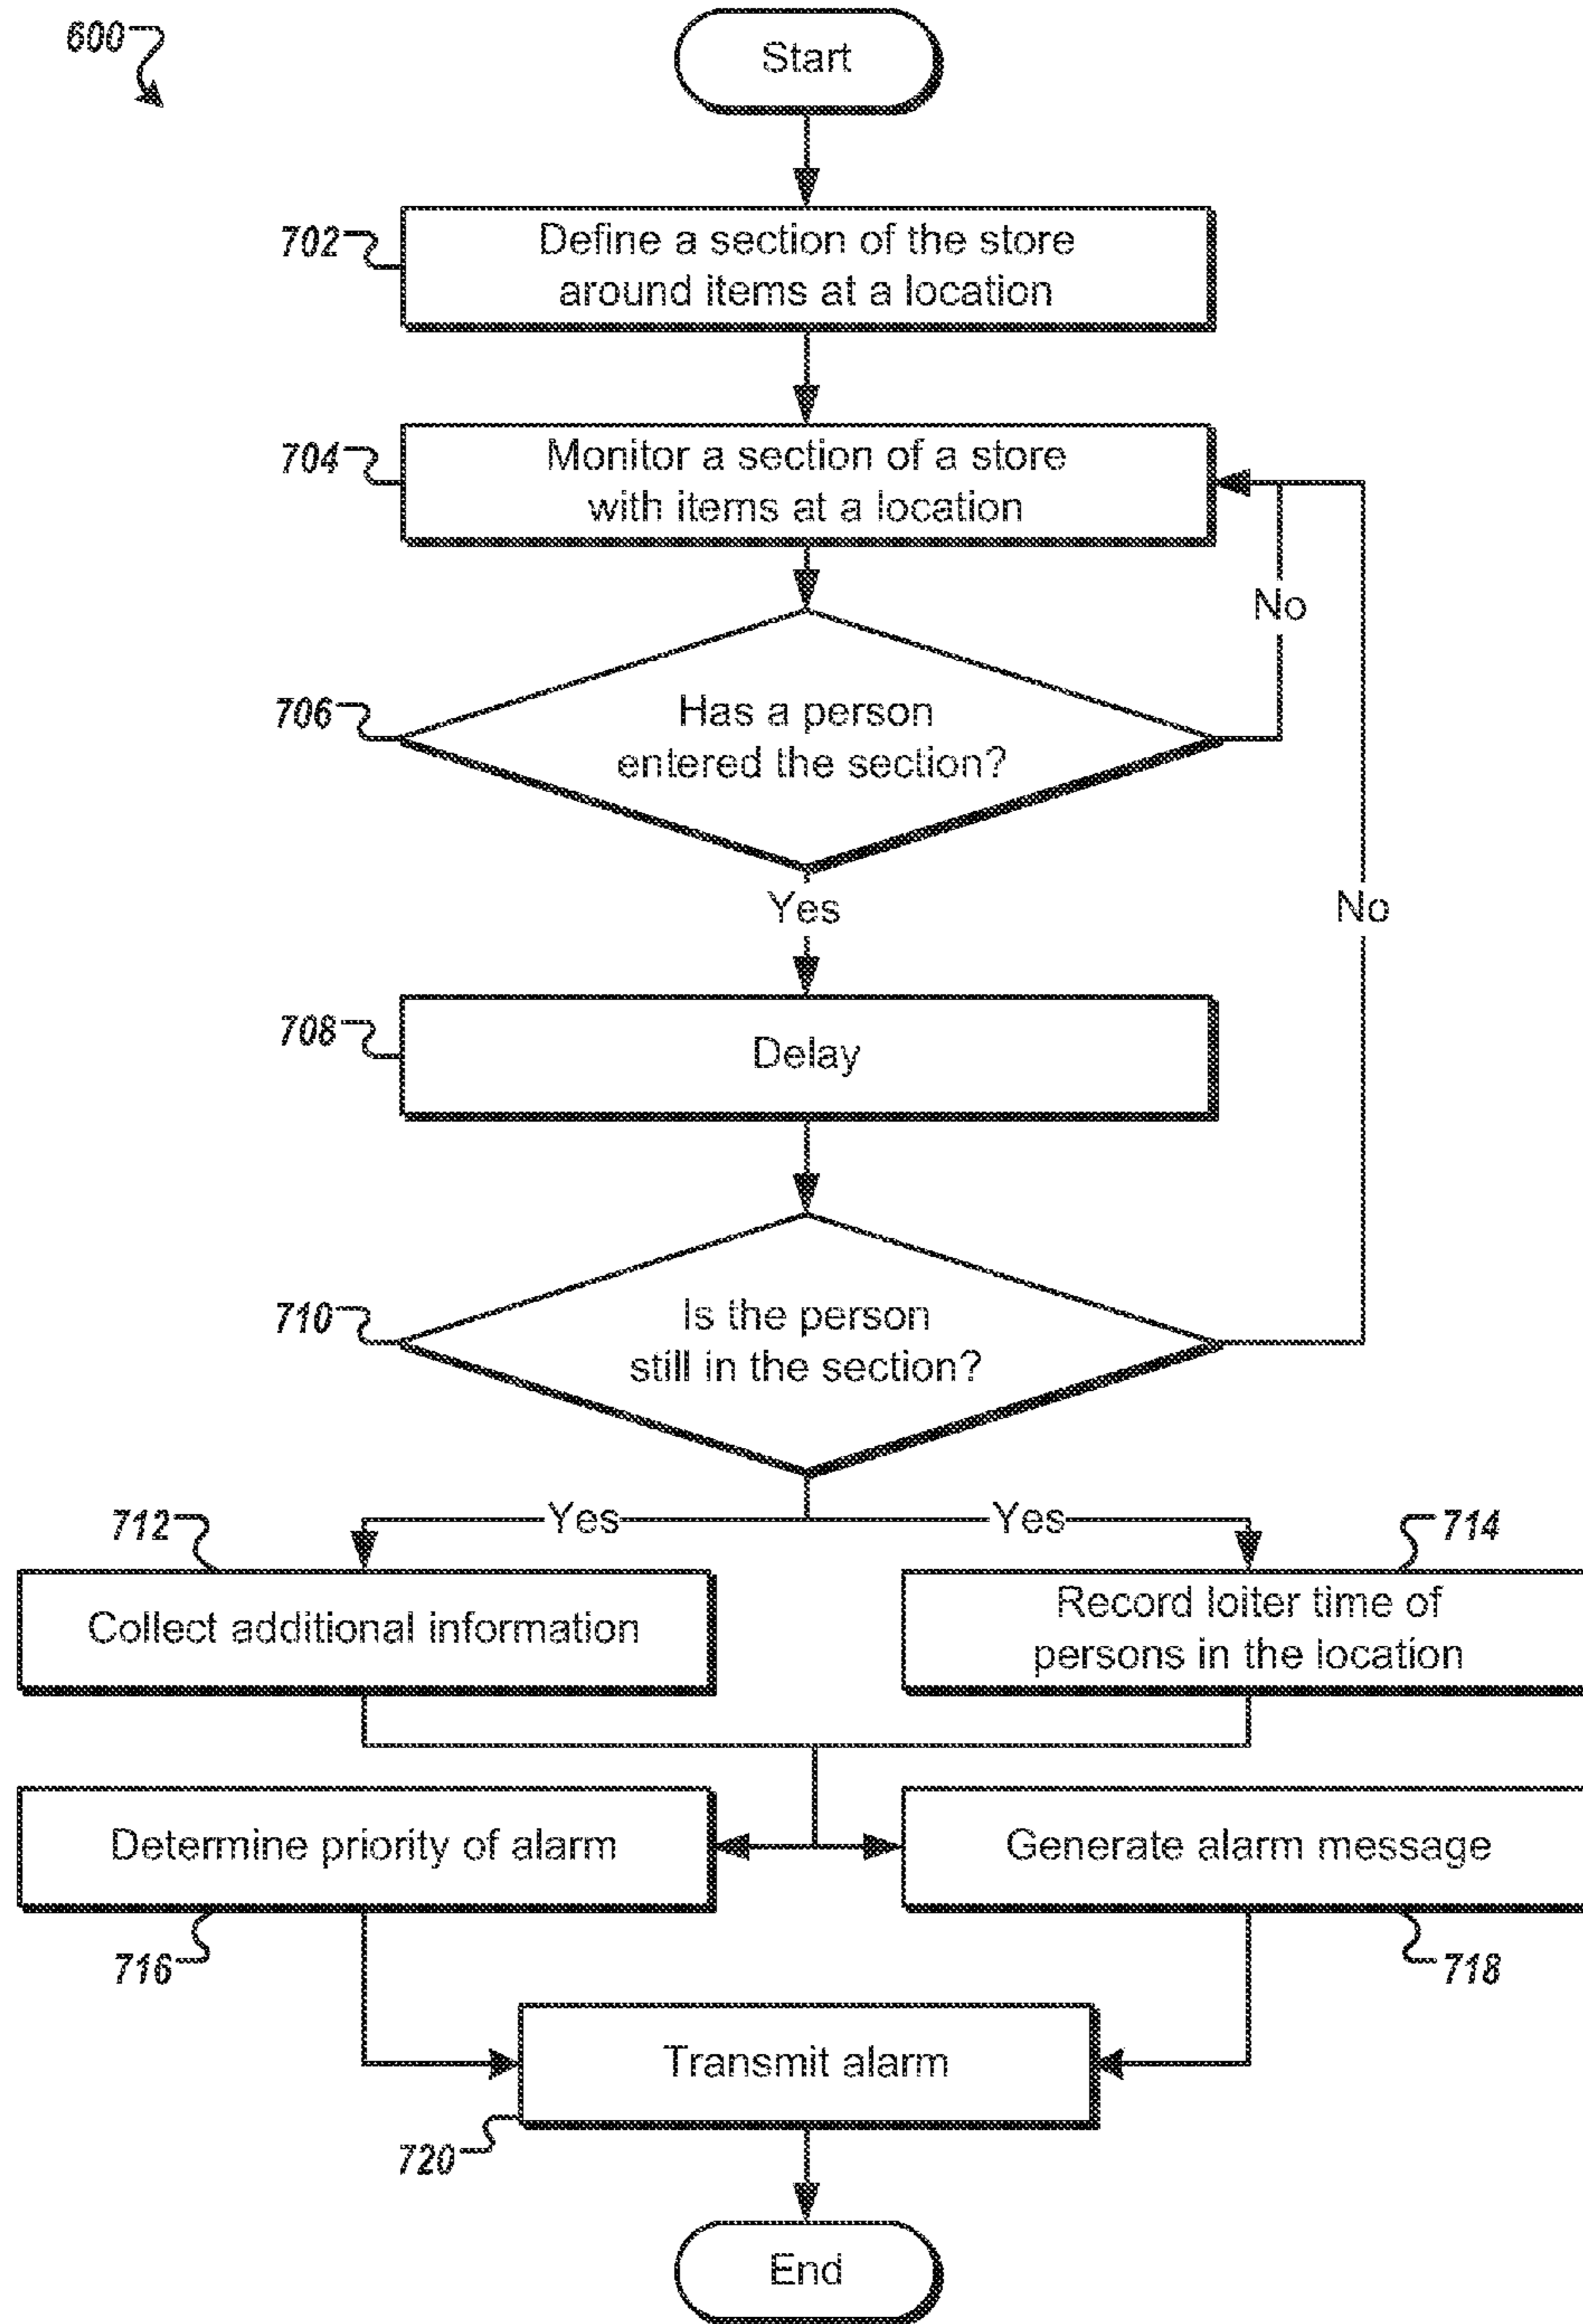 600
Start
702
Define a section of the store
around items at a location
704
Monitor a section of a store
with items at a location
No
706
Has a person
entered the section?
Yes
No
708
Delay
710
Is the person
still in the section?
Yes
Yes
712
714
Collect additional information
Record loiter time of
persons in the location
Determine priority of alarm
Generate alarm message
716
718
Transmit alarm
720
End